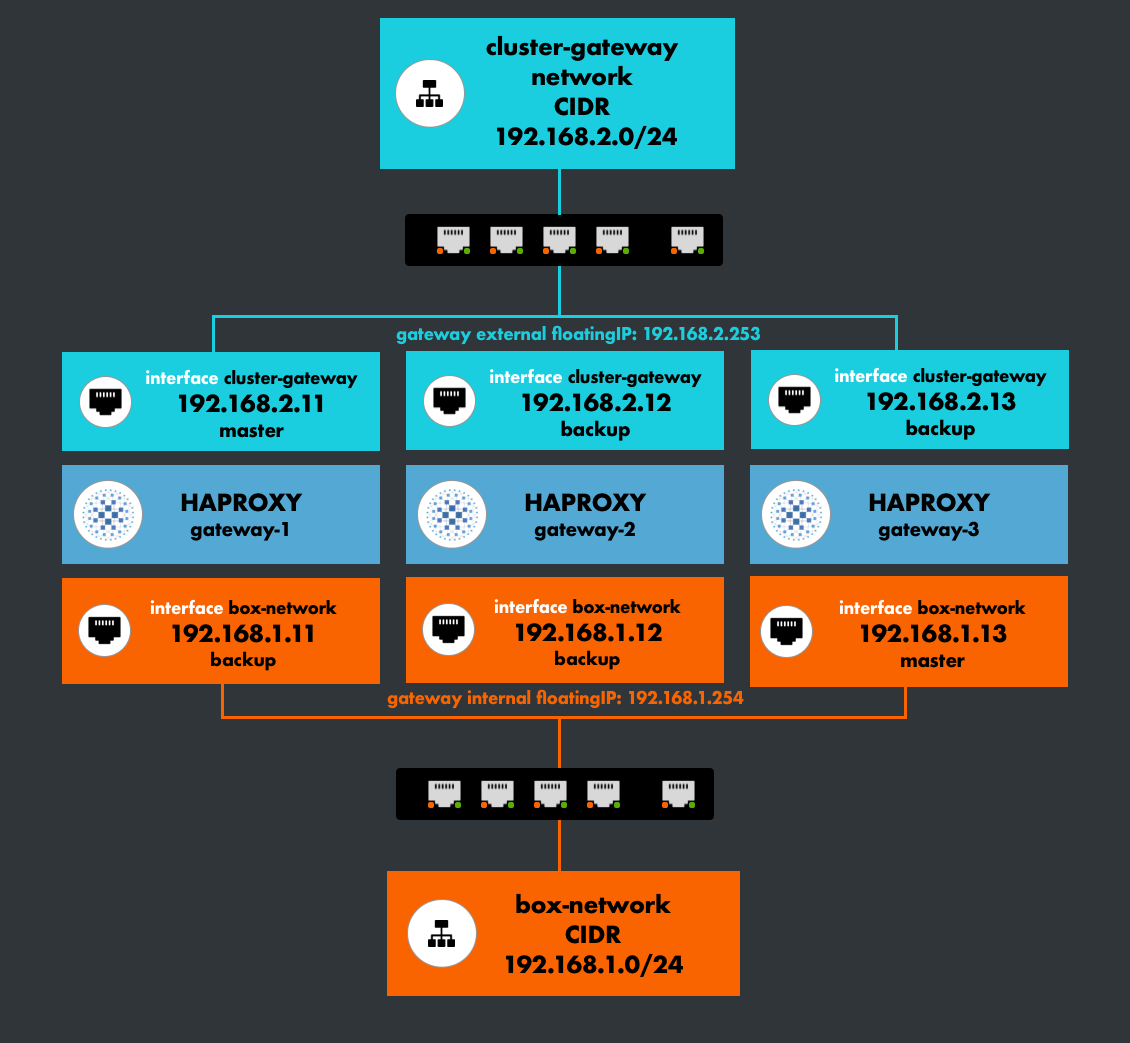 cluster-gateway
network
CIDR
192.168.2.0/24
gateway external floatingIP: 192.168.2.253
interface cluster-gateway
192.168.2.11
master
interface cluster-gateway
192.168.2.12
backup
interface cluster-gateway
192.168.2.13
backup
HAPROXY
gateway-1
HAPROXY
gateway-2
HAPROXY
gateway-3
interface box-network
192.168.1.11
backup
interface box-network
192.168.1.12
backup
interface box-network
192.168.1.13
master
gateway internal floatingIP: 192.168.1.254
box-network
CIDR
192.168.1.0/24